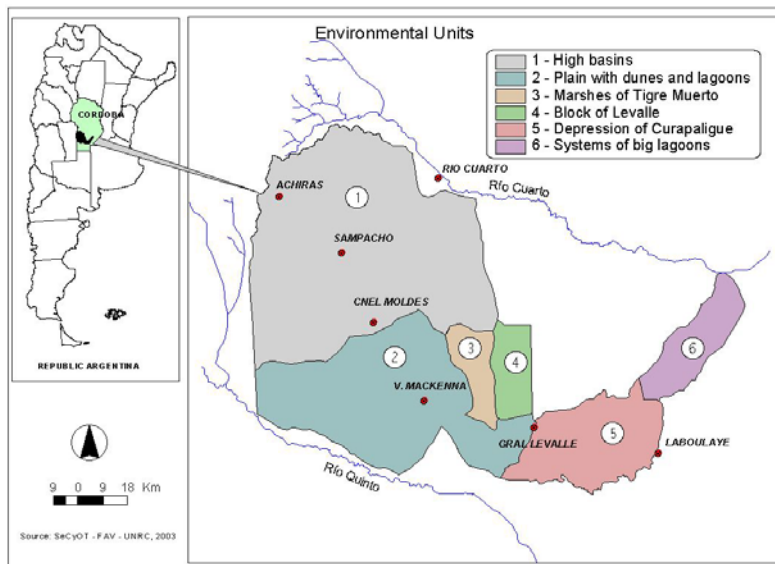 Environmental Units
1 - High basins
2 - Plain with dunes and lagoons
3 - Marshes of Tigre Muerto
4 - Block of Levalle
5 - Depression of Curapaligue
6 - Systems of big lagoons
CORDOBA
REPUBLIC ARGENTINA
RIO CUARTO
Río Cuarto
ACHIRAS
1
SAMPACHO
CNEL MOLDES
2
3
4
6
V. MACKENNA
GRAL LEVALLE
5
LABOULAYE
Río Quinto
9 0 9 18 Km
Source: SeCyOT - FAV - UNRC, 2003